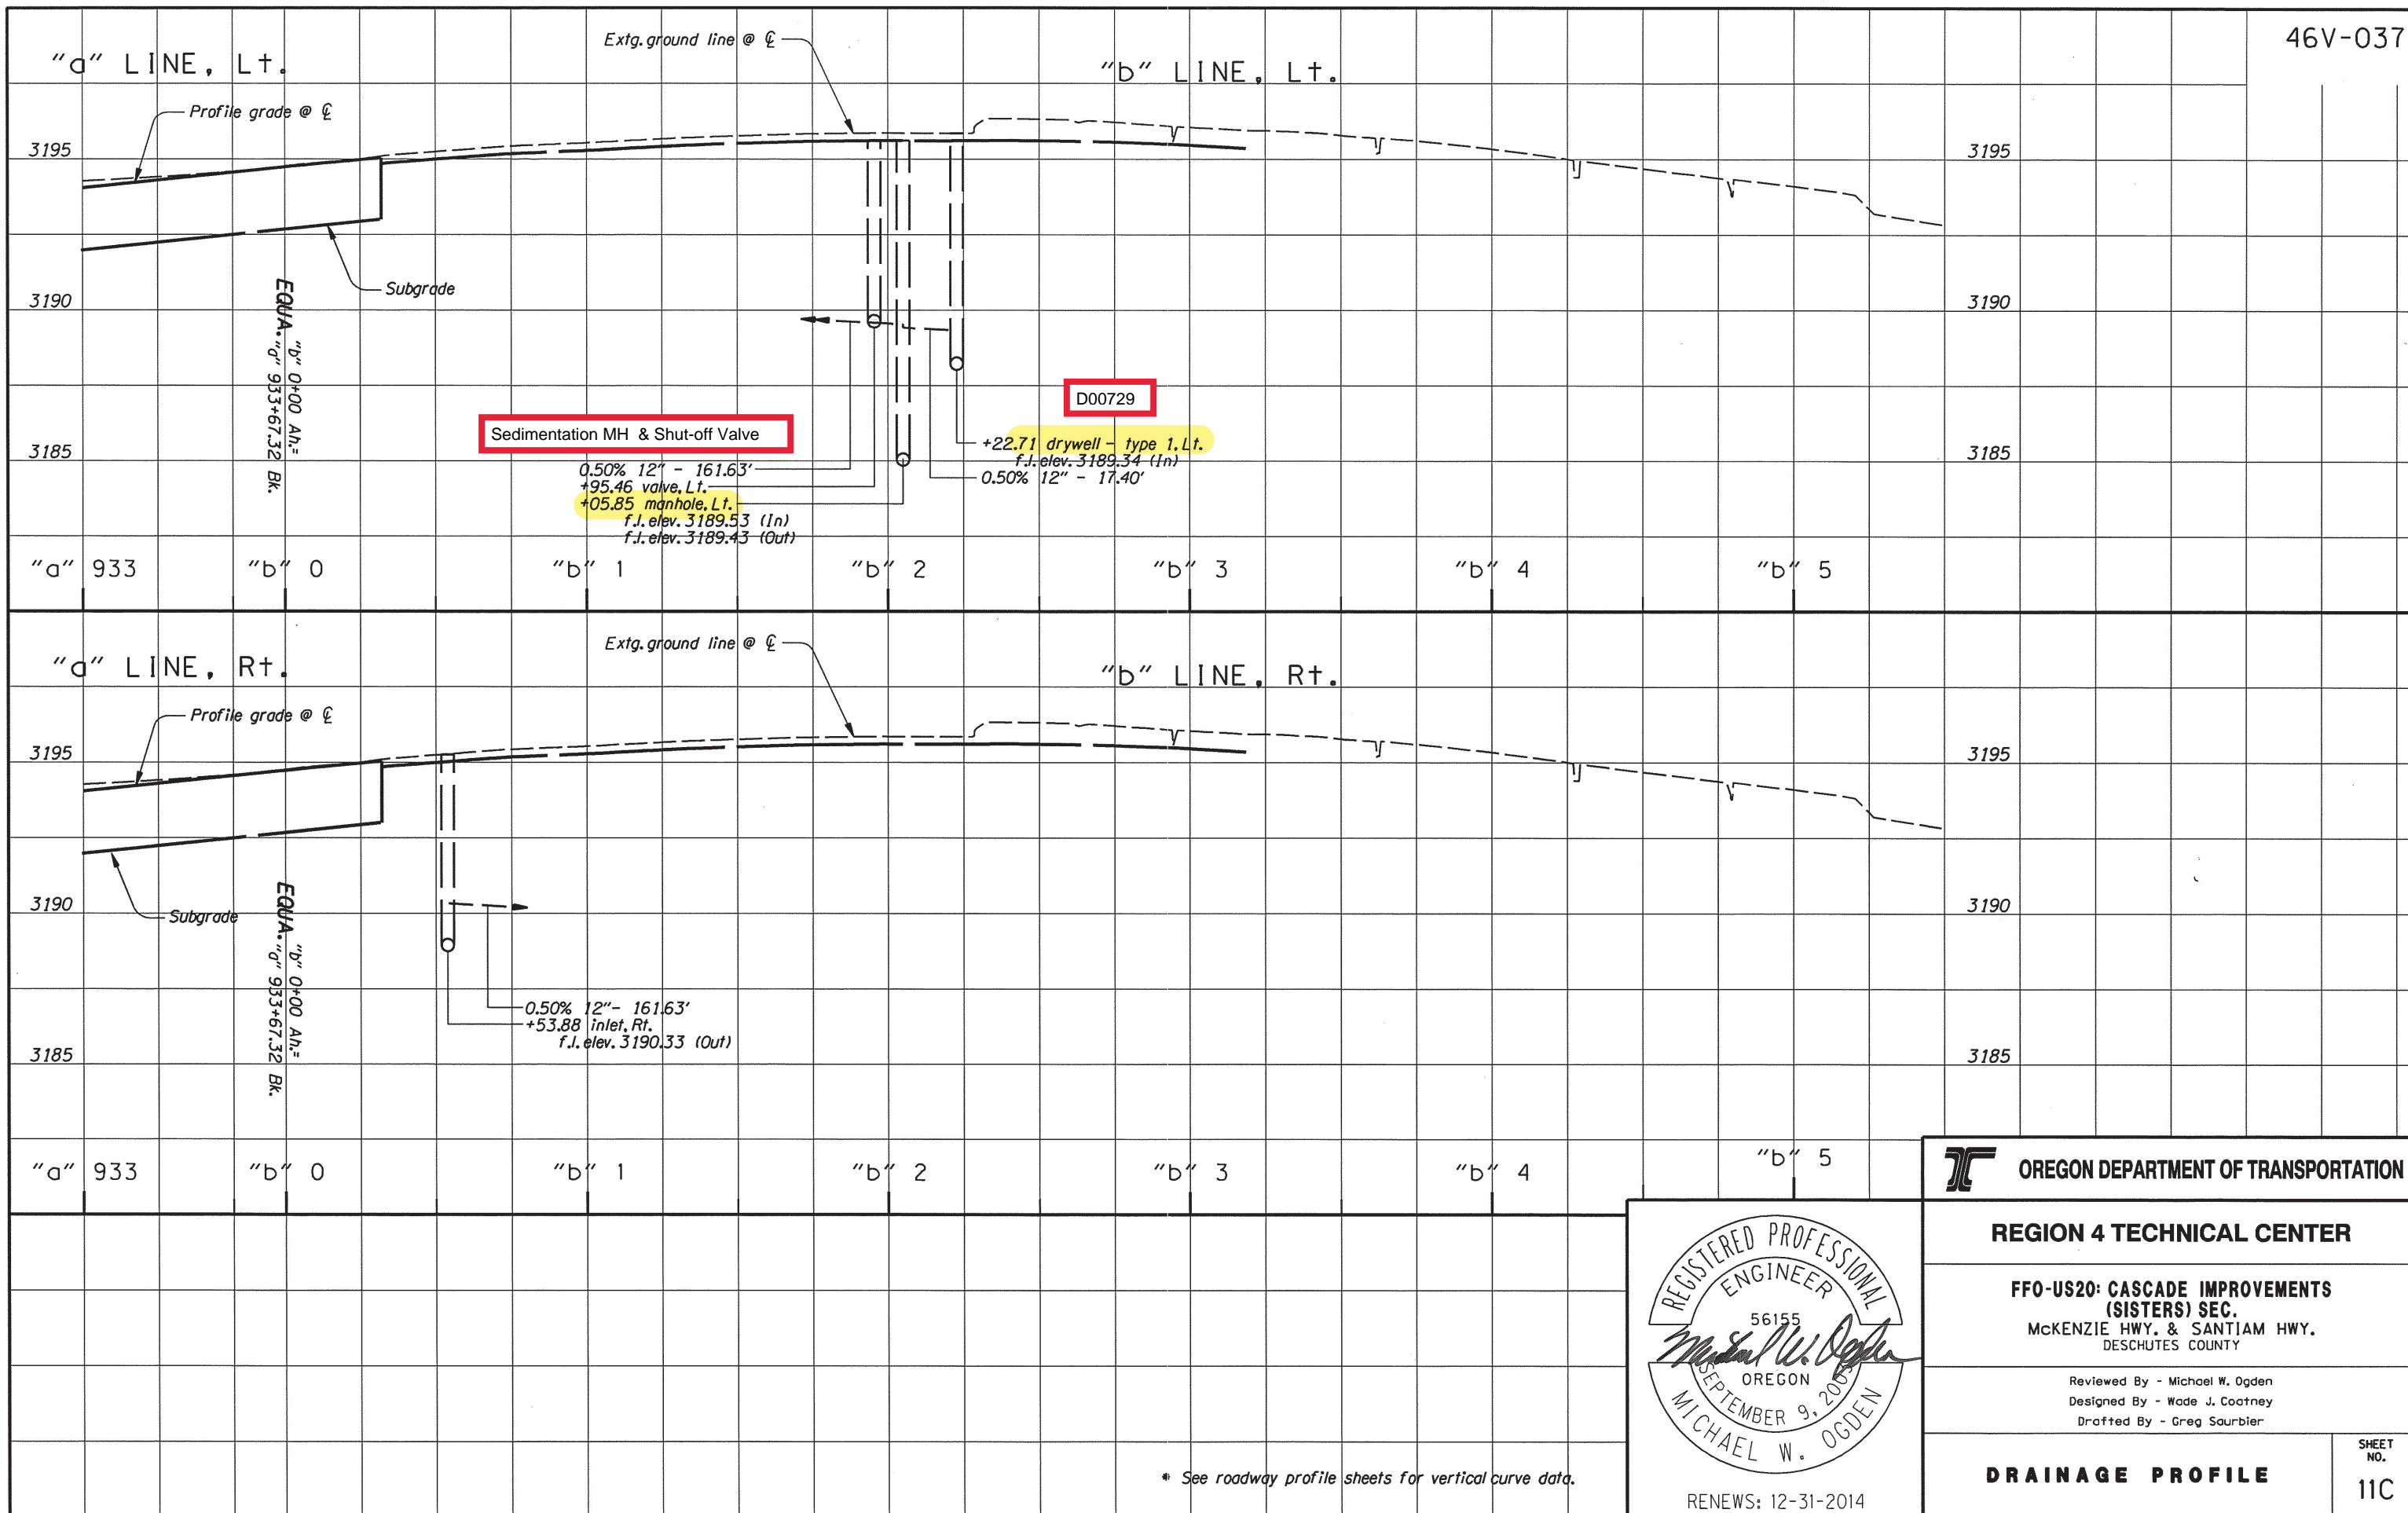 46V-037
"a" LINE, Lt.
Extg. ground line @ ℄
"b" LINE, Lt.
Profile grade @ ℄
3195
3195
Subgrade
3190
3190
EQUA. "b" 0+00 Ah.=
"a" 933+67.32 Bk.
D00729
Sedimentation MH & Shut-off Valve
+22.71 drywell - type 1, Lt.
f.l. elev. 3189.34 (In)
0.50% 12" - 17.40'
3185
3185
0.50% 12" - 161.63'
+95.46 valve, Lt.
+05.85 manhole, Lt.
f.l. elev. 3189.53 (In)
f.l. elev. 3189.43 (Out)
"a" 933 "b" 0 "b" 1 "b" 2 "b" 3 "b" 4 "b" 5
"a" LINE, Rt.
Extg. ground line @ ℄
"b" LINE, Rt.
Profile grade @ ℄
3195
3195
Subgrade
3190
3190
EQUA. "b" 0+00 Ah.=
"a" 933+67.32 Bk.
0.50% 12"- 161.63'
+53.88 inlet, Rt.
f.l. elev. 3190.33 (Out)
3185
3185
"a" 933 "b" 0 "b" 1 "b" 2 "b" 3 "b" 4 "b" 5
* See roadway profile sheets for vertical curve data.
REGISTERED PROFESSIONAL
ENGINEER
56155
Michael W. Ogden
OREGON
SEPTEMBER 9, 2003
MICHAEL W. OGDEN
RENEWS: 12-31-2014
OREGON DEPARTMENT OF TRANSPORTATION
REGION 4 TECHNICAL CENTER
FFO-US20: CASCADE IMPROVEMENTS
(SISTERS) SEC.
McKENZIE HWY. & SANTIAM HWY.
DESCHUTES COUNTY
Reviewed By - Michael W. Ogden
Designed By - Wade J. Coatney
Drafted By - Greg Saurbier
DRAINAGE PROFILE
SHEET
NO.
11C